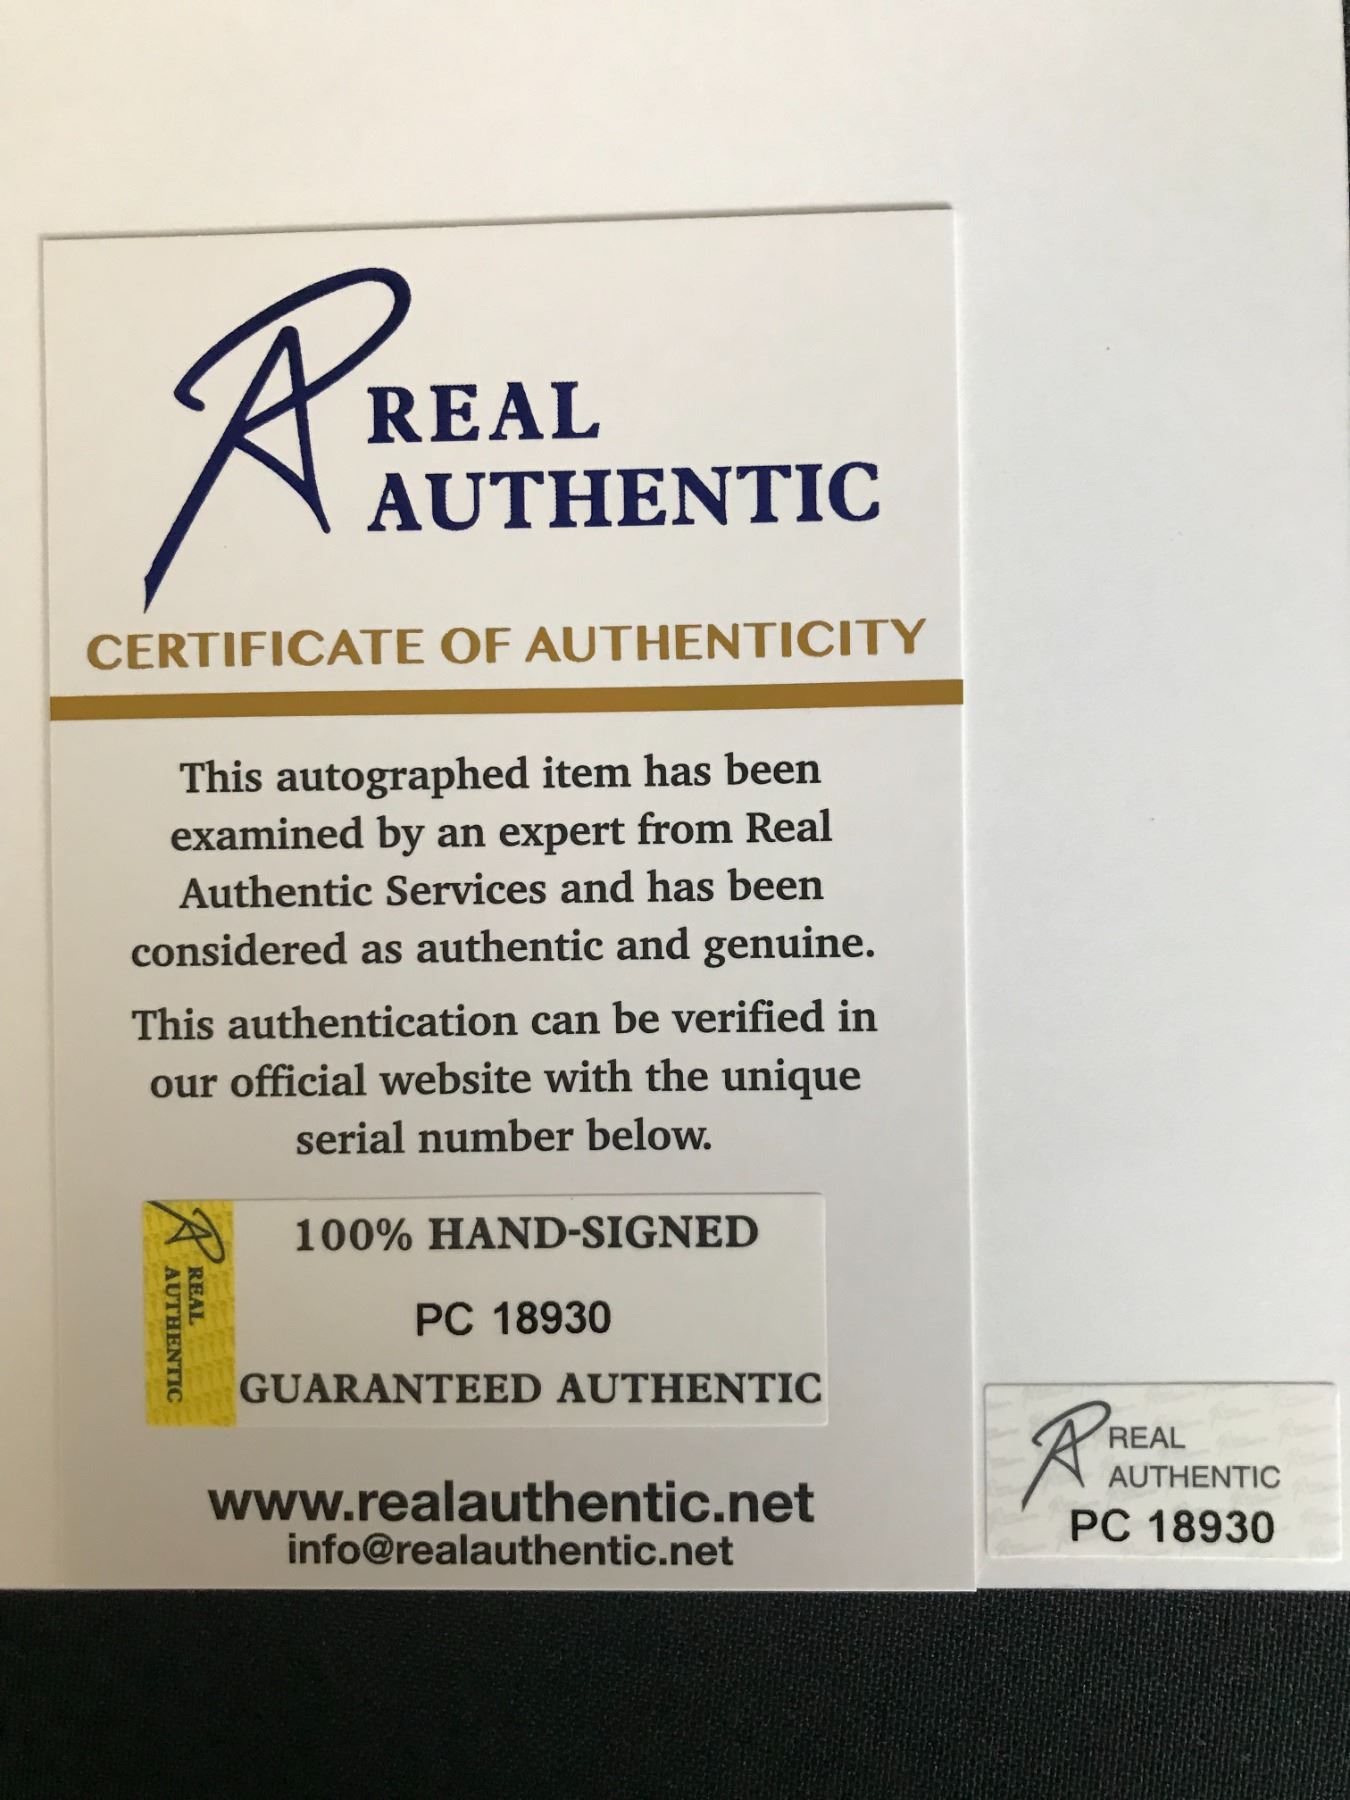 REAL
AUTHENTIC
CERTIFICATE OF AUTHENTICITY
This autographed item has been
examined by an expert from Real
Authentic Services and has been
considered as authentic and genuine.
This authentication can be verified in
our official website with the unique
serial number below.
REAL
AUTHENTIC
100% HAND-SIGNED
PC 18930
GUARANTEED AUTHENTIC
www.realauthentic.net
info@realauthentic.net
REAL
AUTHENTIC
PC 18930